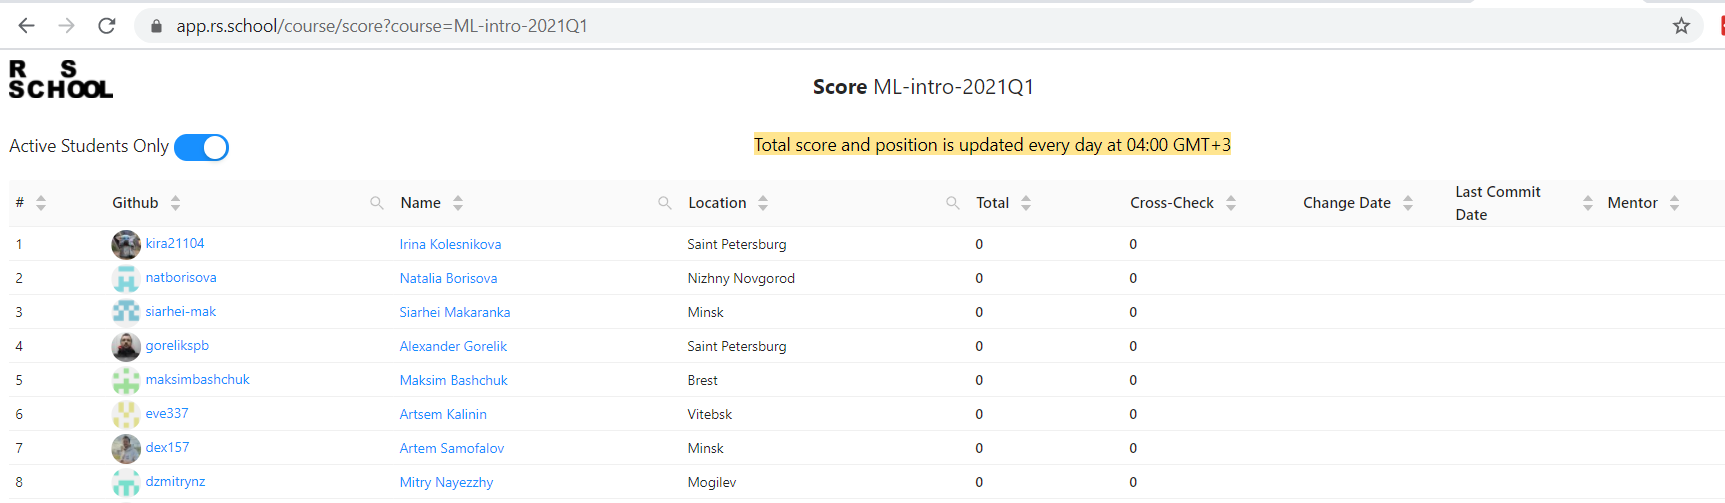 app.rs.school/course/score?course=ML-intro-2021Q1
R S
SCHOOL
Score ML-intro-2021Q1
Active Students Only
Total score and position is updated every day at 04:00 GMT+3
# Github Name Location Total Cross-Check Change Date Last Commit Date Mentor
1 kira21104 Irina Kolesnikova Saint Petersburg 0 0
2 natborisova Natalia Borisova Nizhny Novgorod 0 0
3 siarhei-mak Siarhei Makaranka Minsk 0 0
4 gorelikspb Alexander Gorelik Saint Petersburg 0 0
5 maksimbashchuk Maksim Bashchuk Brest 0 0
6 eve337 Artsem Kalinin Vitebsk 0 0
7 dex157 Artem Samofalov Minsk 0 0
8 dzmitrynz Mitry Nayezzhy Mogilev 0 0